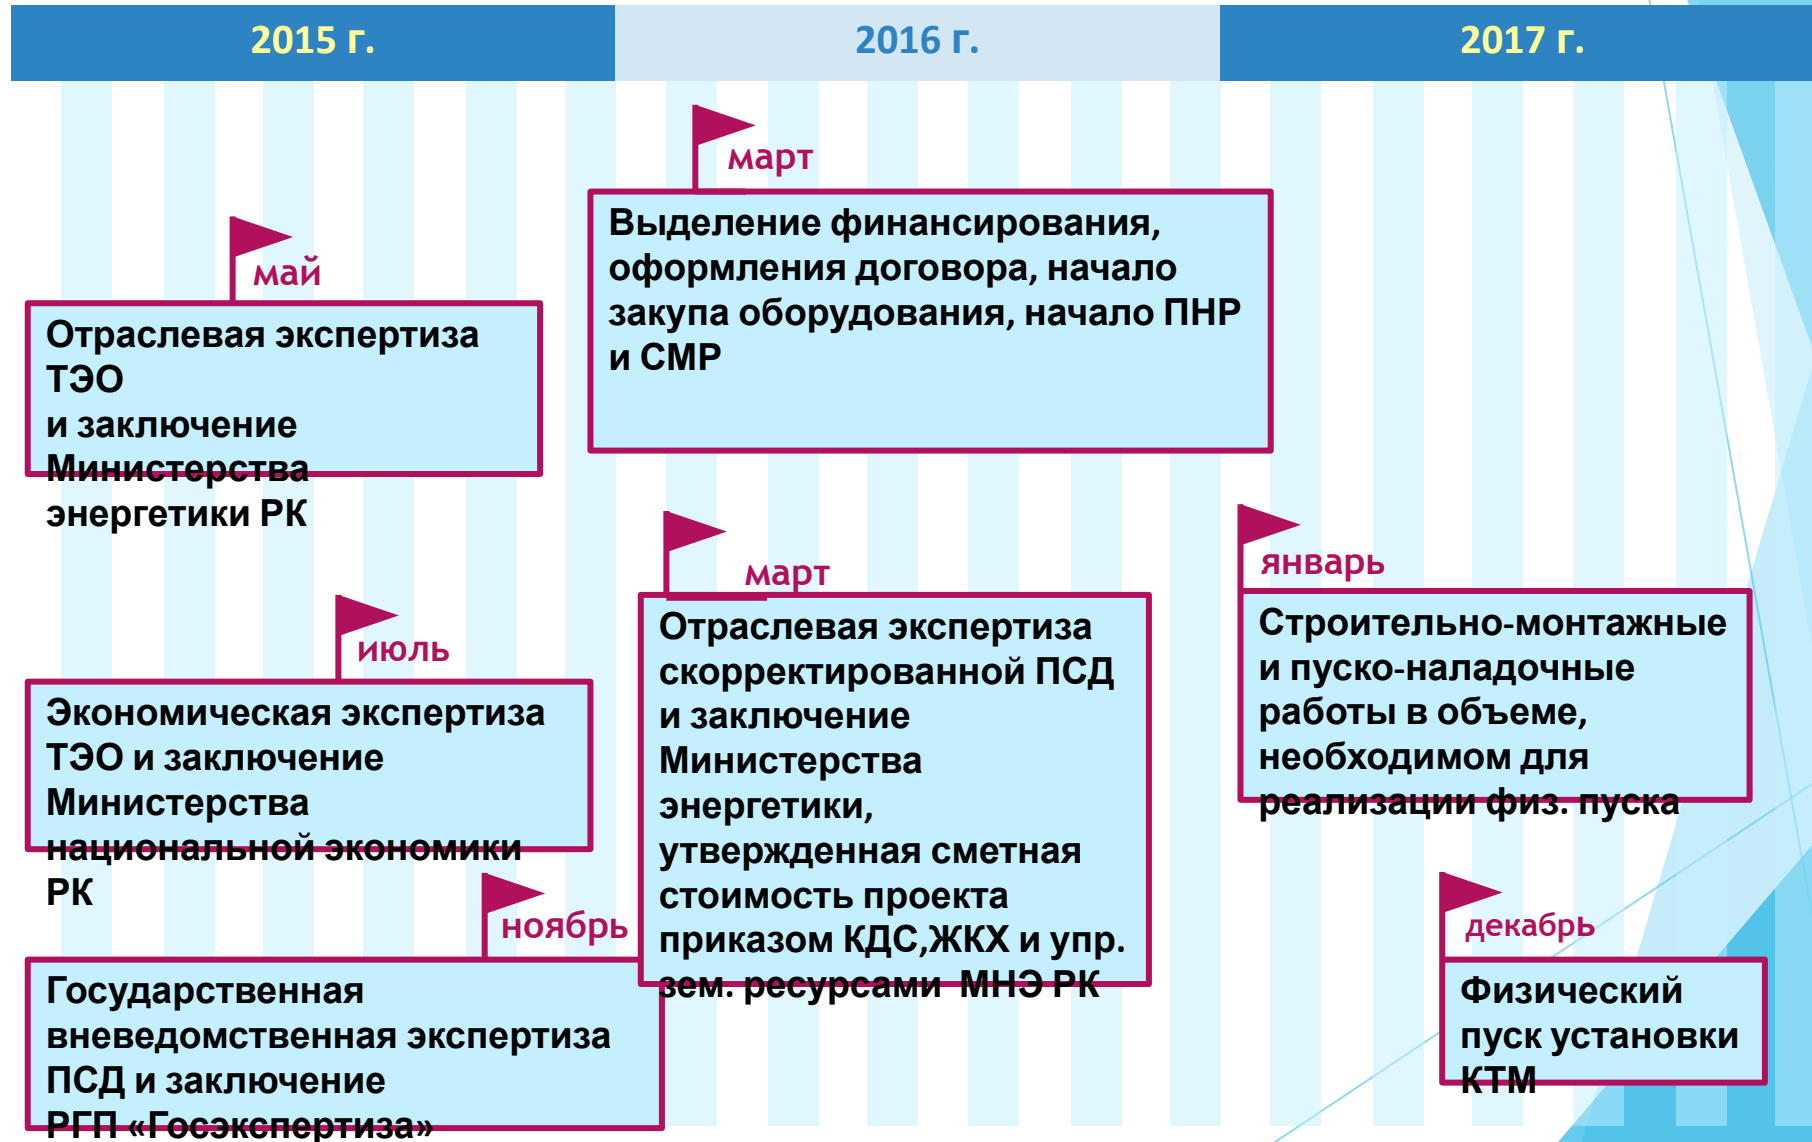 2015 г.
2016 г.
2017 г.
май
Отраслевая экспертиза
ТЭО
и заключение
Министерства
энергетики РК
июль
Экономическая экспертиза
ТЭО и заключение
Министерства
национальной экономики
РК
ноябрь
Государственная
вневедомственная экспертиза
ПСД и заключение
РГП «Госэкспертиза»
март
Выделение финансирования,
оформления договора, начало
закупа оборудования, начало ПНР
и СМР
март
Отраслевая экспертиза
скорректированной ПСД
и заключение
Министерства
энергетики,
утвержденная сметная
стоимость проекта
приказом КДС,ЖКХ и упр.
зем. ресурсами МНЭ РК
январь
Строительно-монтажные
и пуско-наладочные
работы в объеме,
необходимом для
реализации физ. пуска
декабрь
Физический
пуск установки
КТМ